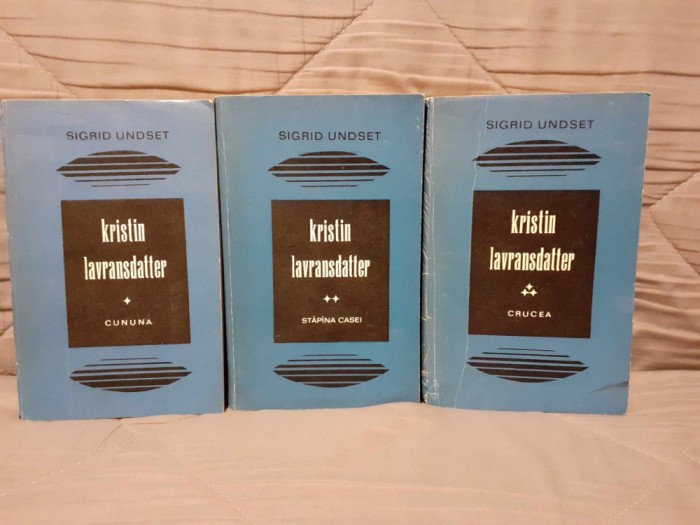 SIGRID UNDSET
kristin
lavransdatter
CUNUNA
SIGRID UNDSET
kristin
lavransdatter
STĂPÎNA CASEI
SIGRID UNDSET
kristin
lavransdatter
CRUCEA